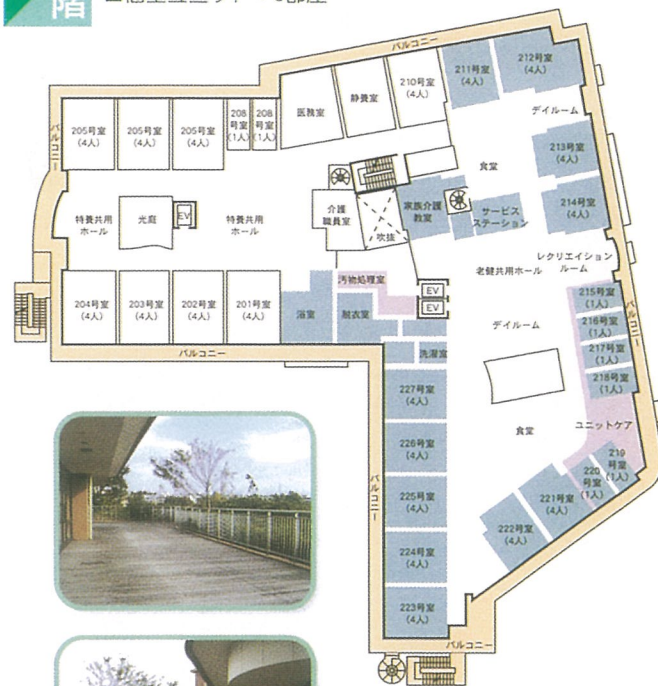 階
バルコニー
211号室
(4人)
212号室
(4人)
210号室
(4人)
静養室
医務室
208
号室
(1人)
208
号室
(1人)
205号室
(4人)
205号室
(4人)
205号室
(4人)
バルコニー
デイルーム
食堂
213号室
(4人)
214号室
(4人)
家族介護
教室
サービス
ステーション
介護
職員室
吹抜
特養共用
ホール
光庭
EV
特養共用
ホール
老健共用ホール
レクリエイション
ルーム
汚物処理室
EV
EV
浴室
脱衣室
洗濯室
204号室
(4人)
203号室
(4人)
202号室
(4人)
201号室
(4人)
バルコニー
デイルーム
215号室
(1人)
216号室
(1人)
217号室
(1人)
218号室
(1人)
バルコニー
食堂
ユニットケア
219
号室
(1人)
220
号室
(1人)
221号室
(4人)
222号室
(4人)
227号室
(4人)
226号室
(4人)
225号室
(4人)
224号室
(4人)
223号室
(4人)
バルコニー
バルコニー